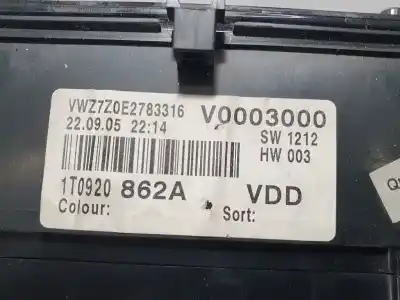 VWZ7Z0E2783316 V0003000
22.09.05 22:14 SW 1212
HW 003
1T0920 862A VDD
Colour: Sort: